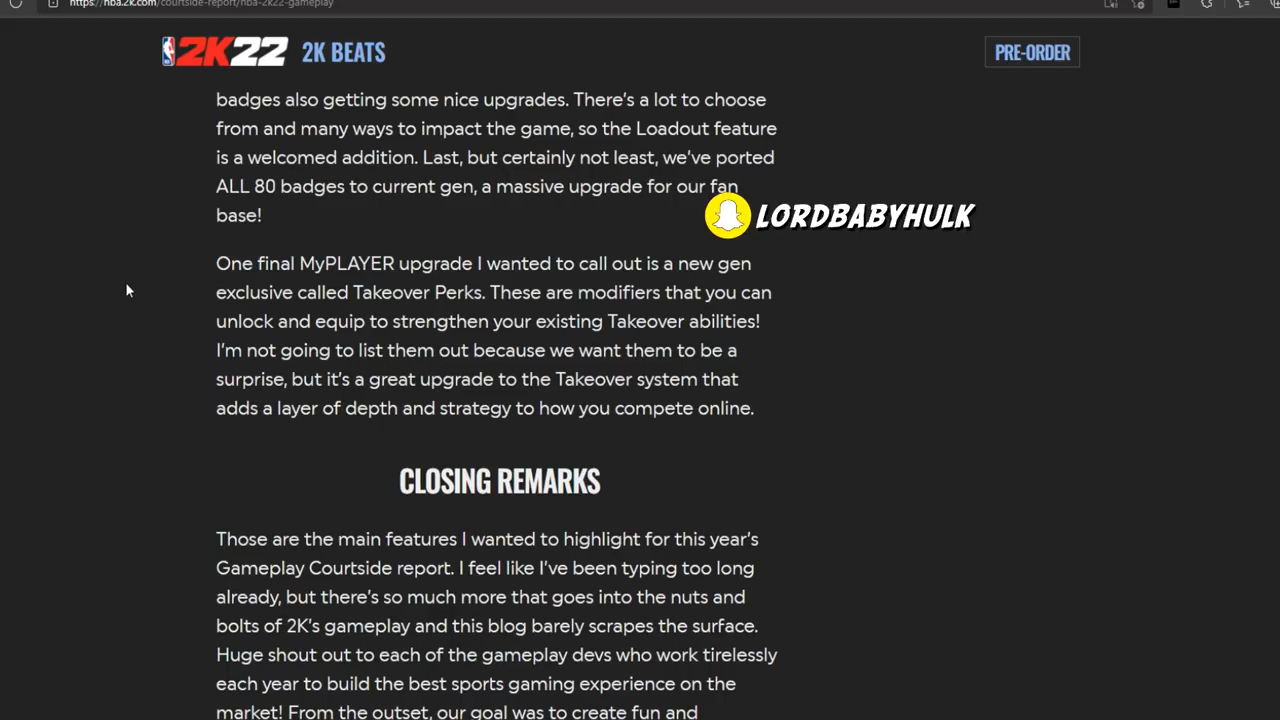 https://nba.2k.com/courtside-report/nba-2k22-gameplay
2K22 2K BEATS PRE-ORDER
badges also getting some nice upgrades. There's a lot to choose
from and many ways to impact the game, so the Loadout feature
is a welcomed addition. Last, but certainly not least, we've ported
ALL 80 badges to current gen, a massive upgrade for our fan
base!
LORDBABYHULK
One final MyPLAYER upgrade I wanted to call out is a new gen
exclusive called Takeover Perks. These are modifiers that you can
unlock and equip to strengthen your existing Takeover abilities!
I'm not going to list them out because we want them to be a
surprise, but it's a great upgrade to the Takeover system that
adds a layer of depth and strategy to how you compete online.
CLOSING REMARKS
Those are the main features I wanted to highlight for this year's
Gameplay Courtside report. I feel like I've been typing too long
already, but there's so much more that goes into the nuts and
bolts of 2K's gameplay and this blog barely scrapes the surface.
Huge shout out to each of the gameplay devs who work tirelessly
each year to build the best sports gaming experience on the
market! From the outset, our goal was to create fun and